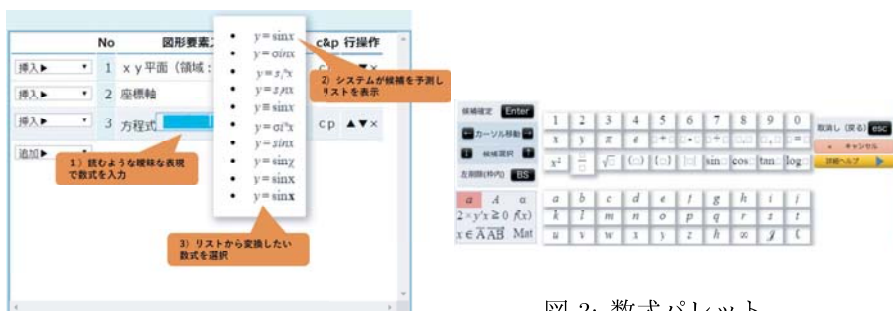 No 図形要素 c&p 行操作
挿入▶ 1 x y 平面（領域：
挿入▶ 2 座標軸
挿入▶ 3 方程式 cp ▲▼×
追加▶
• y = sinx
• y = σinx
• y = sinx
• y ≡ sinx
• y = sinx
• y = sinχ
• y = sinx
• y = sinx
１）読むような曖昧な表現
で数式を入力
2）システムが候補を予測し
リストを表示
3）リストから変換したい
数式を選択
候補確定 Enter
←カーソル移動→
↓ 候補選択 ↑
左削除(枠内) BS
1 2 3 4 5 6 7 8 9 0
x y π e □+□ □-□ □÷□ □.□ □,□ □=□
x² □/□ √□ (□) {□} |□| sin□ cos□ tan□ log□
取消し（戻る） esc
× キャンセル
詳細ヘルプ ▶
a A α
2×y'x ≧ 0 f(x)
x ∈ A AB Mat
a b c d e f g h i j
k l m n o p q r s t
u v w x y z ħ ∞
図 2: 数式パレット